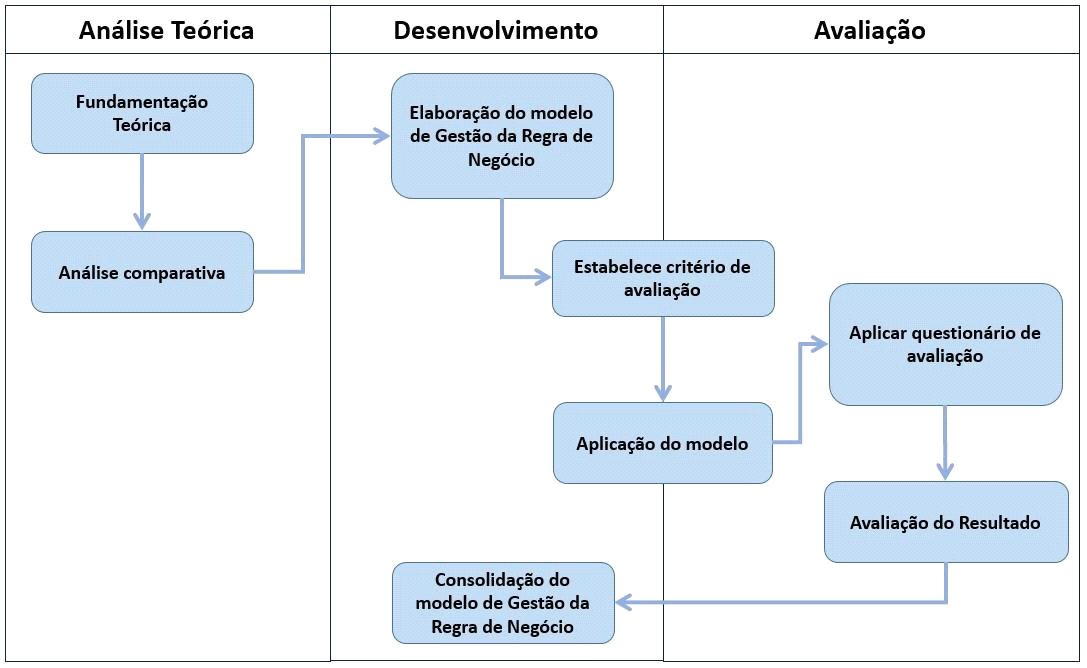 Análise Teórica
Desenvolvimento
Avaliação
Fundamentação
Teórica
Análise comparativa
Elaboração do modelo
de Gestão da Regra de
Negócio
Estabelece critério de
avaliação
Aplicação do modelo
Aplicar questionário de
avaliação
Avaliação do Resultado
Consolidação do
modelo de Gestão da
Regra de Negócio